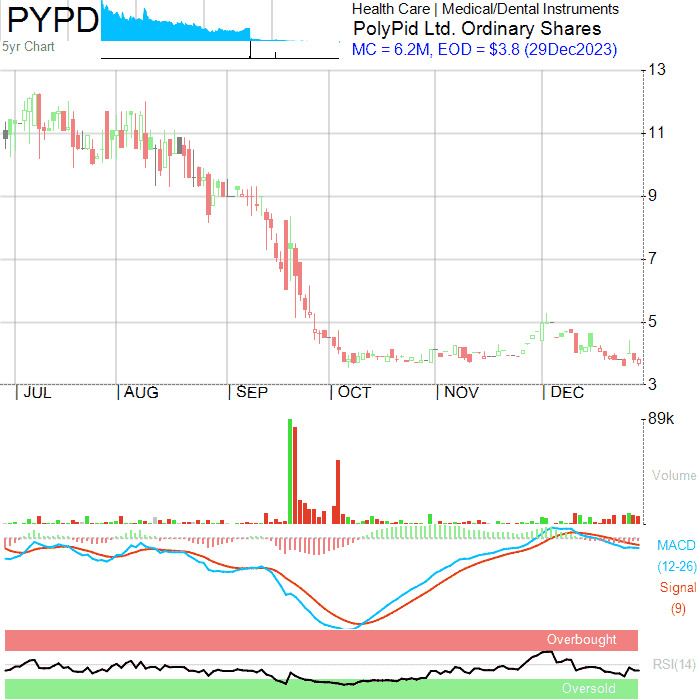 PYPD
5yr Chart
Health Care | Medical/Dental Instruments
PolyPid Ltd. Ordinary Shares
MC = 6.2M, EOD = $3.8 (29Dec2023)
13
11
9
7
5
3
JUL AUG SEP OCT NOV DEC
89k
Volume
MACD
(12-26)
Signal
(9)
Overbought
RSI(14)
Oversold